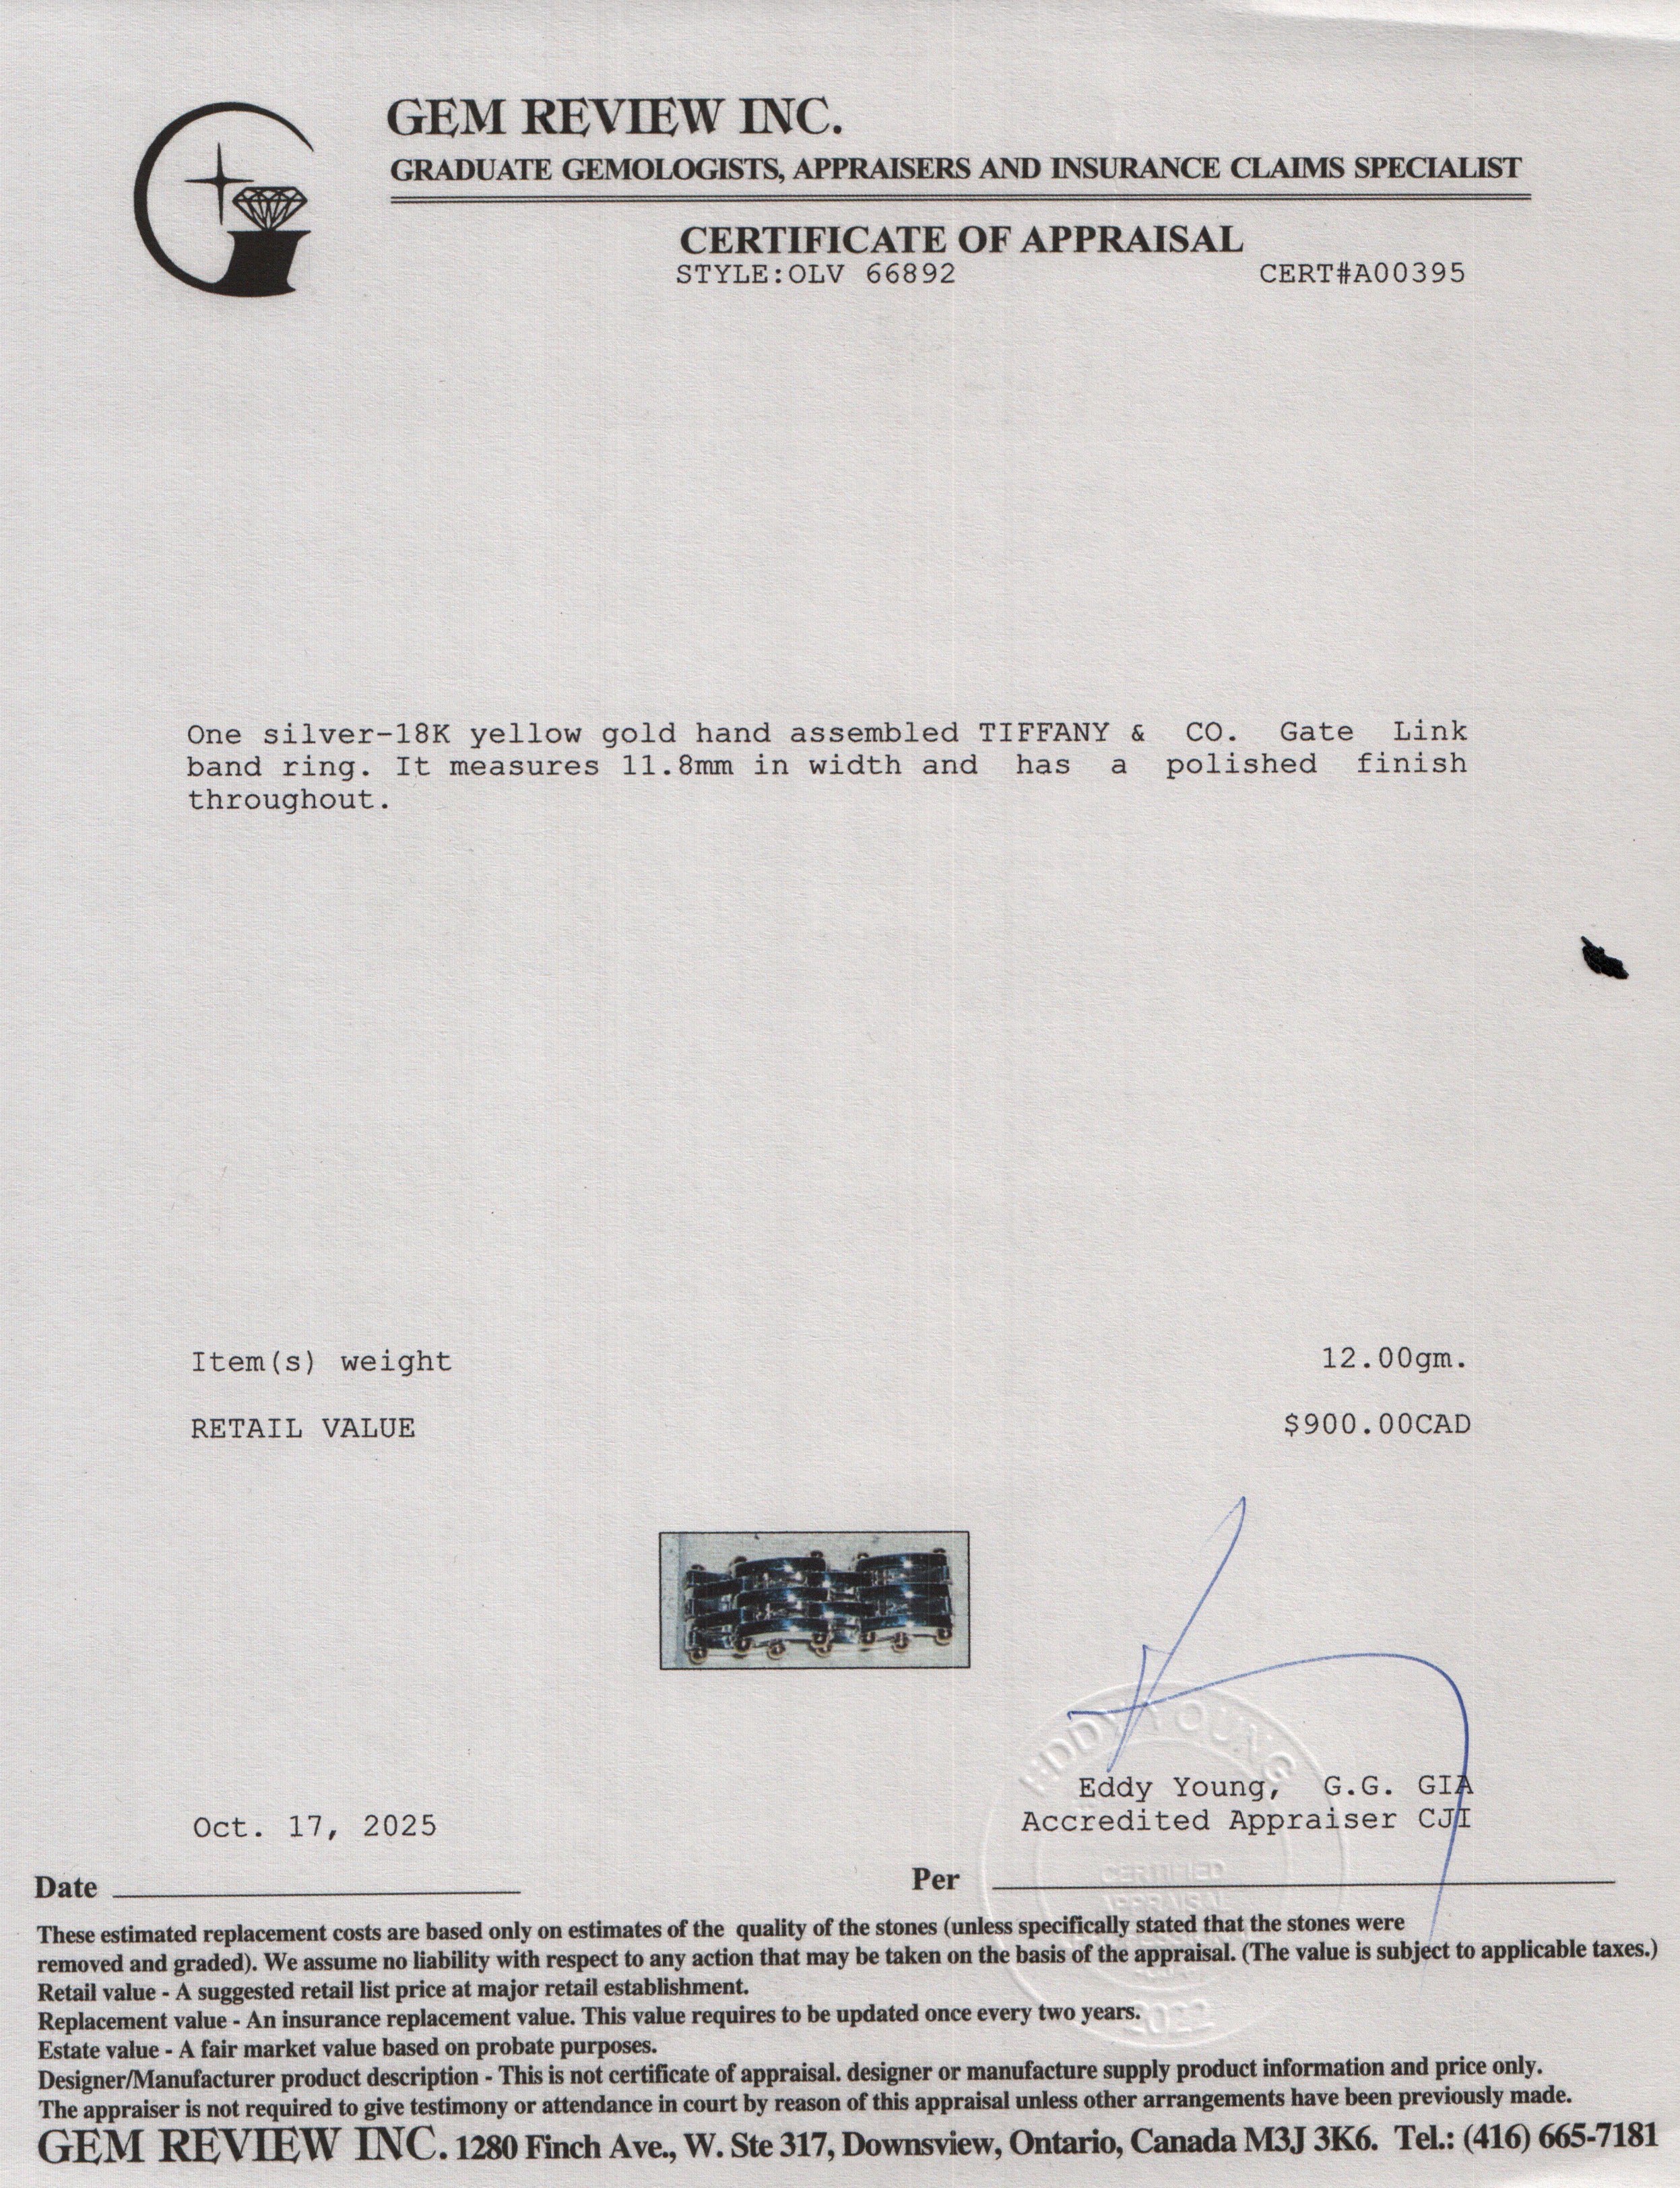 GEM REVIEW INC.
GRADUATE GEMOLOGISTS, APPRAISERS AND INSURANCE CLAIMS SPECIALIST
CERTIFICATE OF APPRAISAL
STYLE:OLV 66892 CERT#A00395
One silver-18K yellow gold hand assembled TIFFANY & CO. Gate Link
band ring. It measures 11.8mm in width and has a polished finish
throughout.
Item(s) weight 12.00gm.
RETAIL VALUE $900.00CAD
EDDY YOUNG
Eddy Young, G.G. GIA
Oct. 17, 2025 Accredited Appraiser CJI
CERTIFIED
APPRAISAL
Date Per
These estimated replacement costs are based only on estimates of the quality of the stones (unless specifically stated that the stones were
removed and graded). We assume no liability with respect to any action that may be taken on the basis of the appraisal. (The value is subject to applicable taxes.)
Retail value - A suggested retail list price at major retail establishment.
Replacement value - An insurance replacement value. This value requires to be updated once every two years.
2022
Estate value - A fair market value based on probate purposes.
Designer/Manufacturer product description - This is not certificate of appraisal. designer or manufacture supply product information and price only.
The appraiser is not required to give testimony or attendance in court by reason of this appraisal unless other arrangements have been previously made.
GEM REVIEW INC. 1280 Finch Ave., W. Ste 317, Downsview, Ontario, Canada M3J 3K6. Tel.: (416) 665-7181